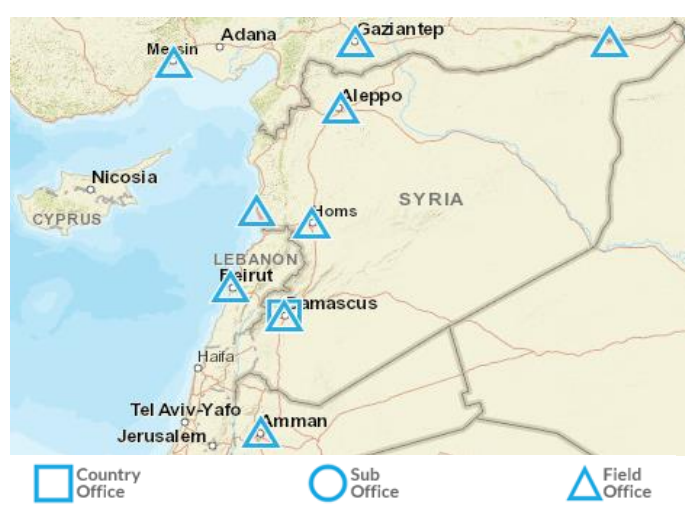 Gaziantep
Adana
Mersin
Aleppo
Nicosia
SYRIA
CYPRUS
Homs
LEBANON
Beirut
Damascus
Haifa
Tel Aviv-Yafo
Amman
Jerusalem
Country
Office
Sub
Office
Field
Office